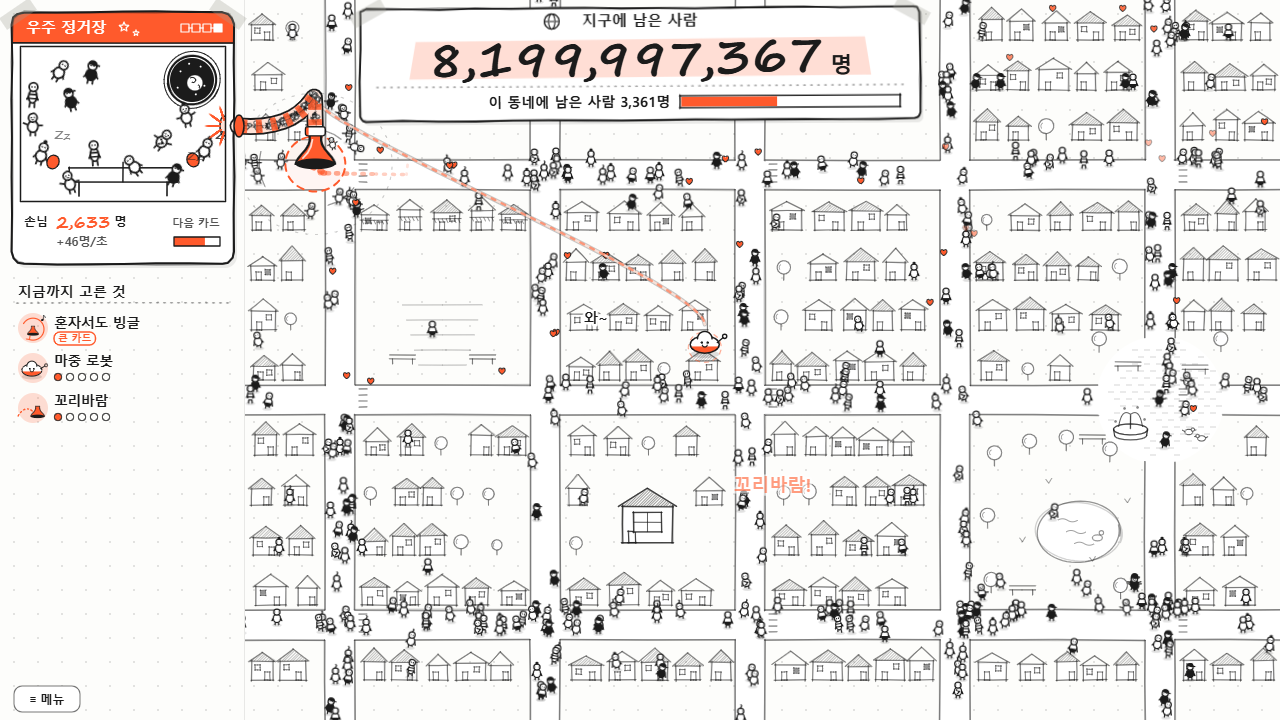 우주 정거장
지구에 남은 사람
8,199,997,367 명
이 동네에 남은 사람 3,361명
Zz
z
손님 2,633 명
+46명/초
다음 카드
지금까지 고른 것
혼자서도 빙글
큰 카드
마중 로봇
꼬리바람
와~
꼬리바람!
≡ 메뉴